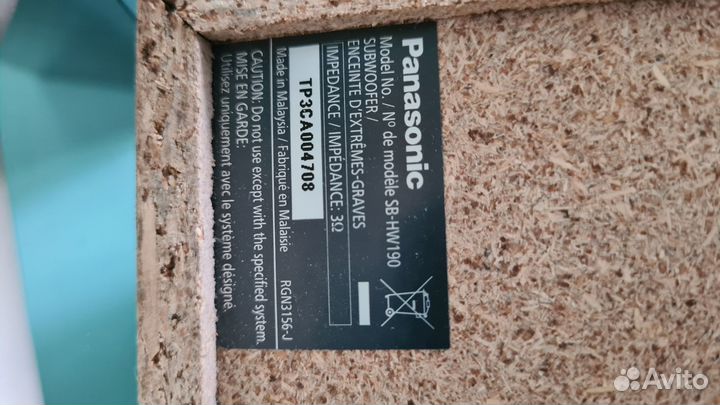 Panasonic
Model No. / Nº de modèle SB-HW190
SUBWOOFER /
ENCEINTE D'EXTRÊMES-GRAVES
IMPEDANCE / IMPÉDANCE: 3Ω
TP3CA004708
Made in Malaysia / Fabriqué en Malaisie
RGN3156-J
CAUTION: Do not use except with the specified system.
MISE EN GARDE:
Utilisez uniquement avec le système désigné.
Avito